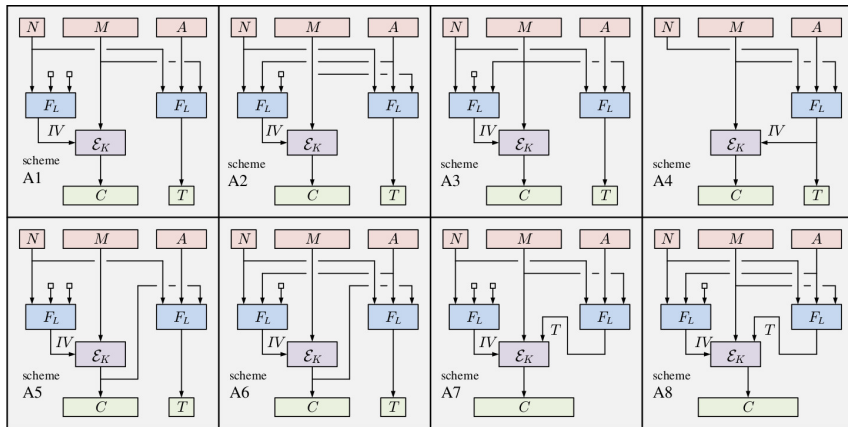 N M A
F_L F_L
IV
ℰ_K
scheme
A1
C T
N M A
F_L F_L
IV
ℰ_K
scheme
A2
C T
N M A
F_L F_L
IV
ℰ_K
scheme
A3
C T
N M A
F_L
ℰ_K IV
scheme
A4
C T
N M A
F_L F_L
IV
ℰ_K
scheme
A5
C T
N M A
F_L F_L
IV
ℰ_K
scheme
A6
C T
N M A
F_L T F_L
IV
ℰ_K
scheme
A7
C
N M A
F_L T F_L
IV
ℰ_K
scheme
A8
C